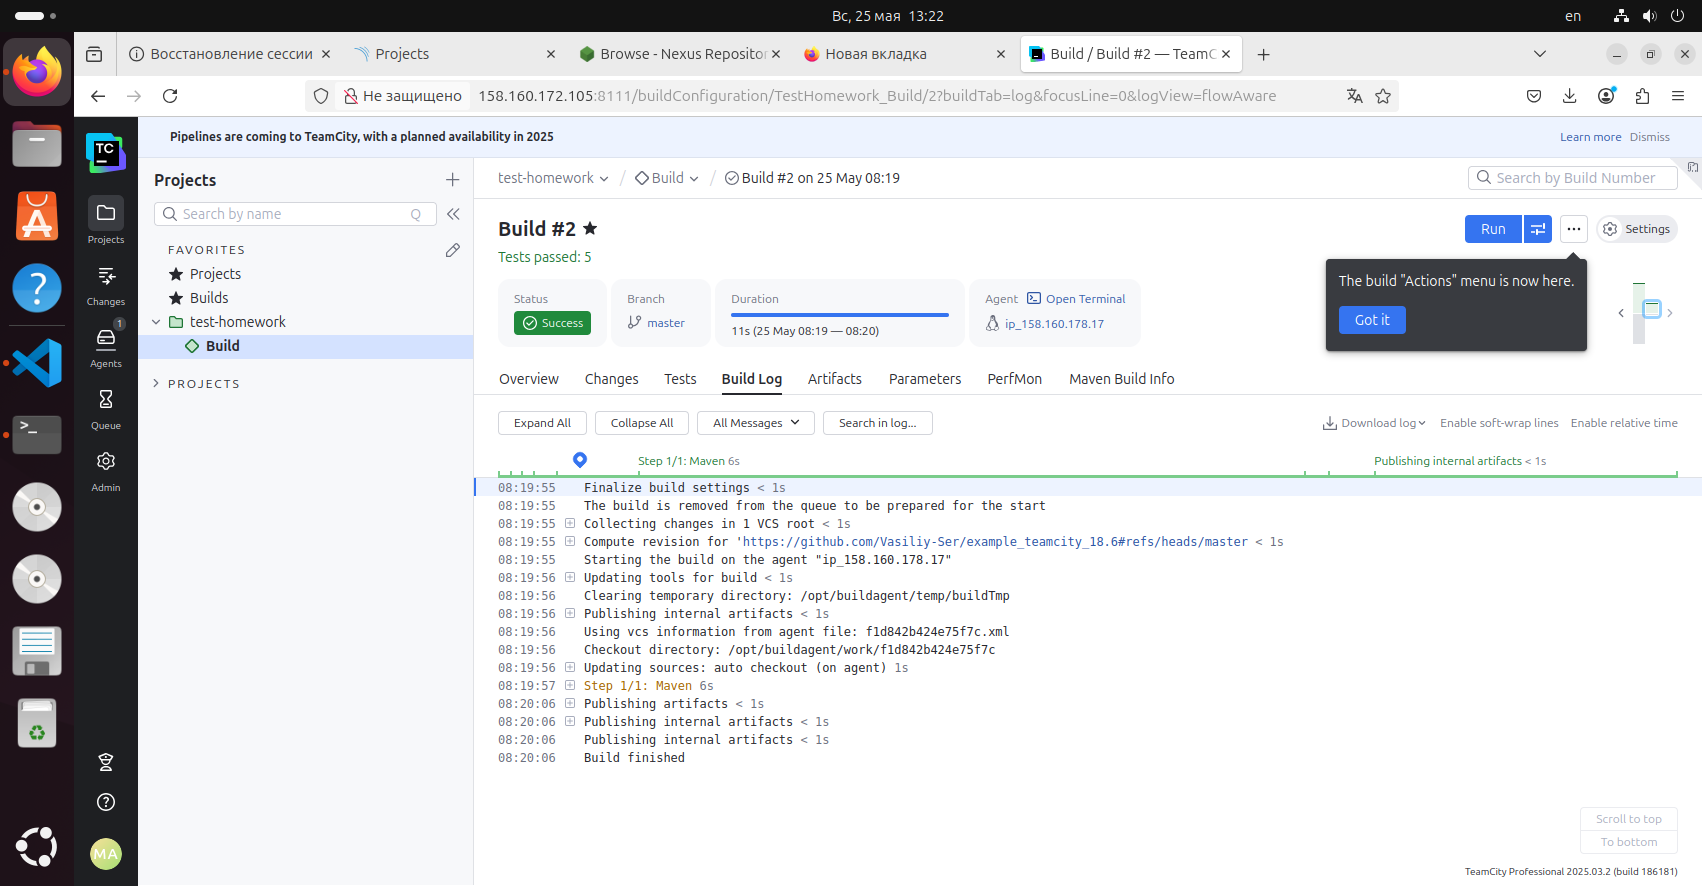 Вс, 25 мая 13:22
en
Восстановление сессии
Projects
Browse - Nexus Repositor
Новая вкладка
Build / Build #2 — TeamC
Не защищено
158.160.172.105:8111/buildConfiguration/TestHomework_Build/2?buildTab=log&focusLine=0&logView=flowAware
TC
Pipelines are coming to TeamCity, with a planned availability in 2025
Learn more
Dismiss
Projects
Changes
1
Agents
Queue
Admin
MA
Projects
Search by name
Q
FAVORITES
Projects
Builds
test-homework
Build
PROJECTS
test-homework / Build / Build #2 on 25 May 08:19
Search by Build Number
Build #2
Run
Settings
Tests passed: 5
The build "Actions" menu is now here.
Got it
Status
Success
Branch
master
Duration
11s (25 May 08:19 — 08:20)
Agent Open Terminal
ip_158.160.178.17
Overview Changes Tests Build Log Artifacts Parameters PerfMon Maven Build Info
Expand All Collapse All All Messages Search in log...
Download log Enable soft-wrap lines Enable relative time
Step 1/1: Maven 6s
Publishing internal artifacts < 1s
08:19:55 Finalize build settings < 1s
08:19:55 The build is removed from the queue to be prepared for the start
08:19:55 Collecting changes in 1 VCS root < 1s
08:19:55 Compute revision for 'https://github.com/Vasiliy-Ser/example_teamcity_18.6#refs/heads/master < 1s
08:19:55 Starting the build on the agent "ip_158.160.178.17"
08:19:56 Updating tools for build < 1s
08:19:56 Clearing temporary directory: /opt/buildagent/temp/buildTmp
08:19:56 Publishing internal artifacts < 1s
08:19:56 Using vcs information from agent file: f1d842b424e75f7c.xml
08:19:56 Checkout directory: /opt/buildagent/work/f1d842b424e75f7c
08:19:56 Updating sources: auto checkout (on agent) 1s
08:19:57 Step 1/1: Maven 6s
08:20:06 Publishing artifacts < 1s
08:20:06 Publishing internal artifacts < 1s
08:20:06 Publishing internal artifacts < 1s
08:20:06 Build finished
Scroll to top
To bottom
TeamCity Professional 2025.03.2 (build 186181)